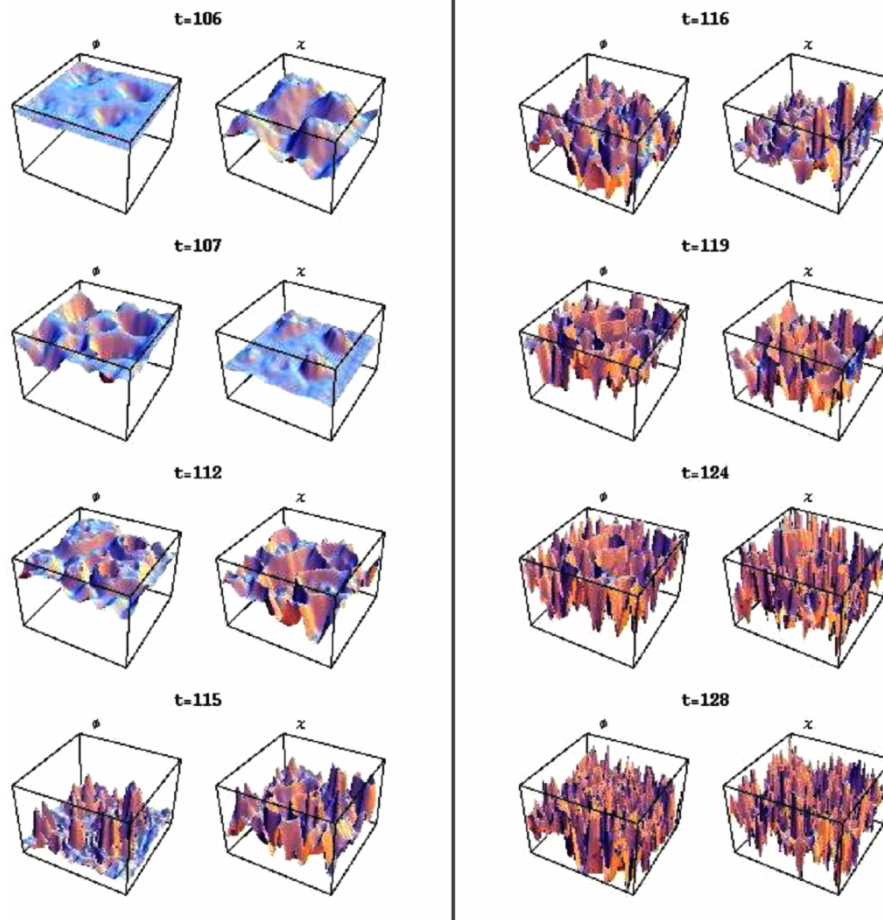 t=106
ϕ χ
t=107
ϕ χ
t=112
ϕ χ
t=115
ϕ χ
t=116
ϕ χ
t=119
ϕ χ
t=124
ϕ χ
t=128
ϕ χ